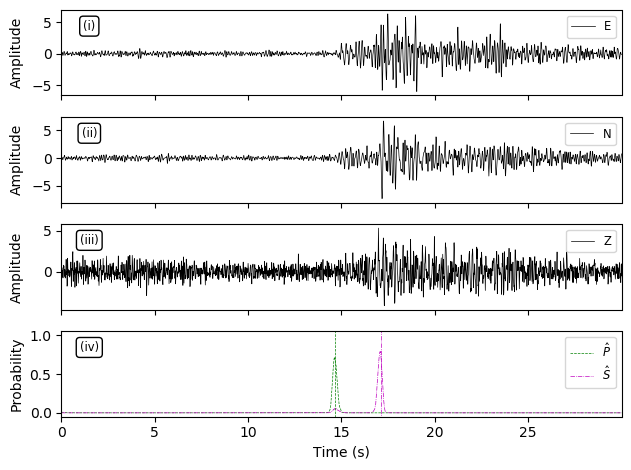 Amplitude
5
0
−5
(i)
E
Amplitude
5
0
−5
(ii)
N
Amplitude
5
0
(iii)
Z
Probability
1.0
0.5
0.0
(iv)
P̂
Ŝ
0 5 10 15 20 25
Time (s)